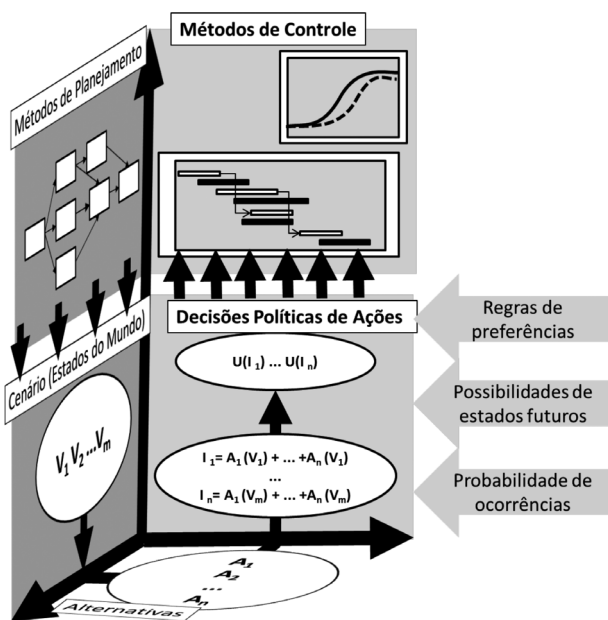 Métodos de Controle
Métodos de Planejamento
Decisões Políticas de Ações
Cenário (Estados do Mundo)
U(I 1) ... U(I n)
V1 V2 ...Vm
I 1= A1(V1) + ... +An(V1)
...
I n= A1(Vm) + ... +An(Vm)
A1
A2
...
An
Alternativas
Regras de
preferências
Possibilidades de
estados futuros
Probabilidade de
ocorrências